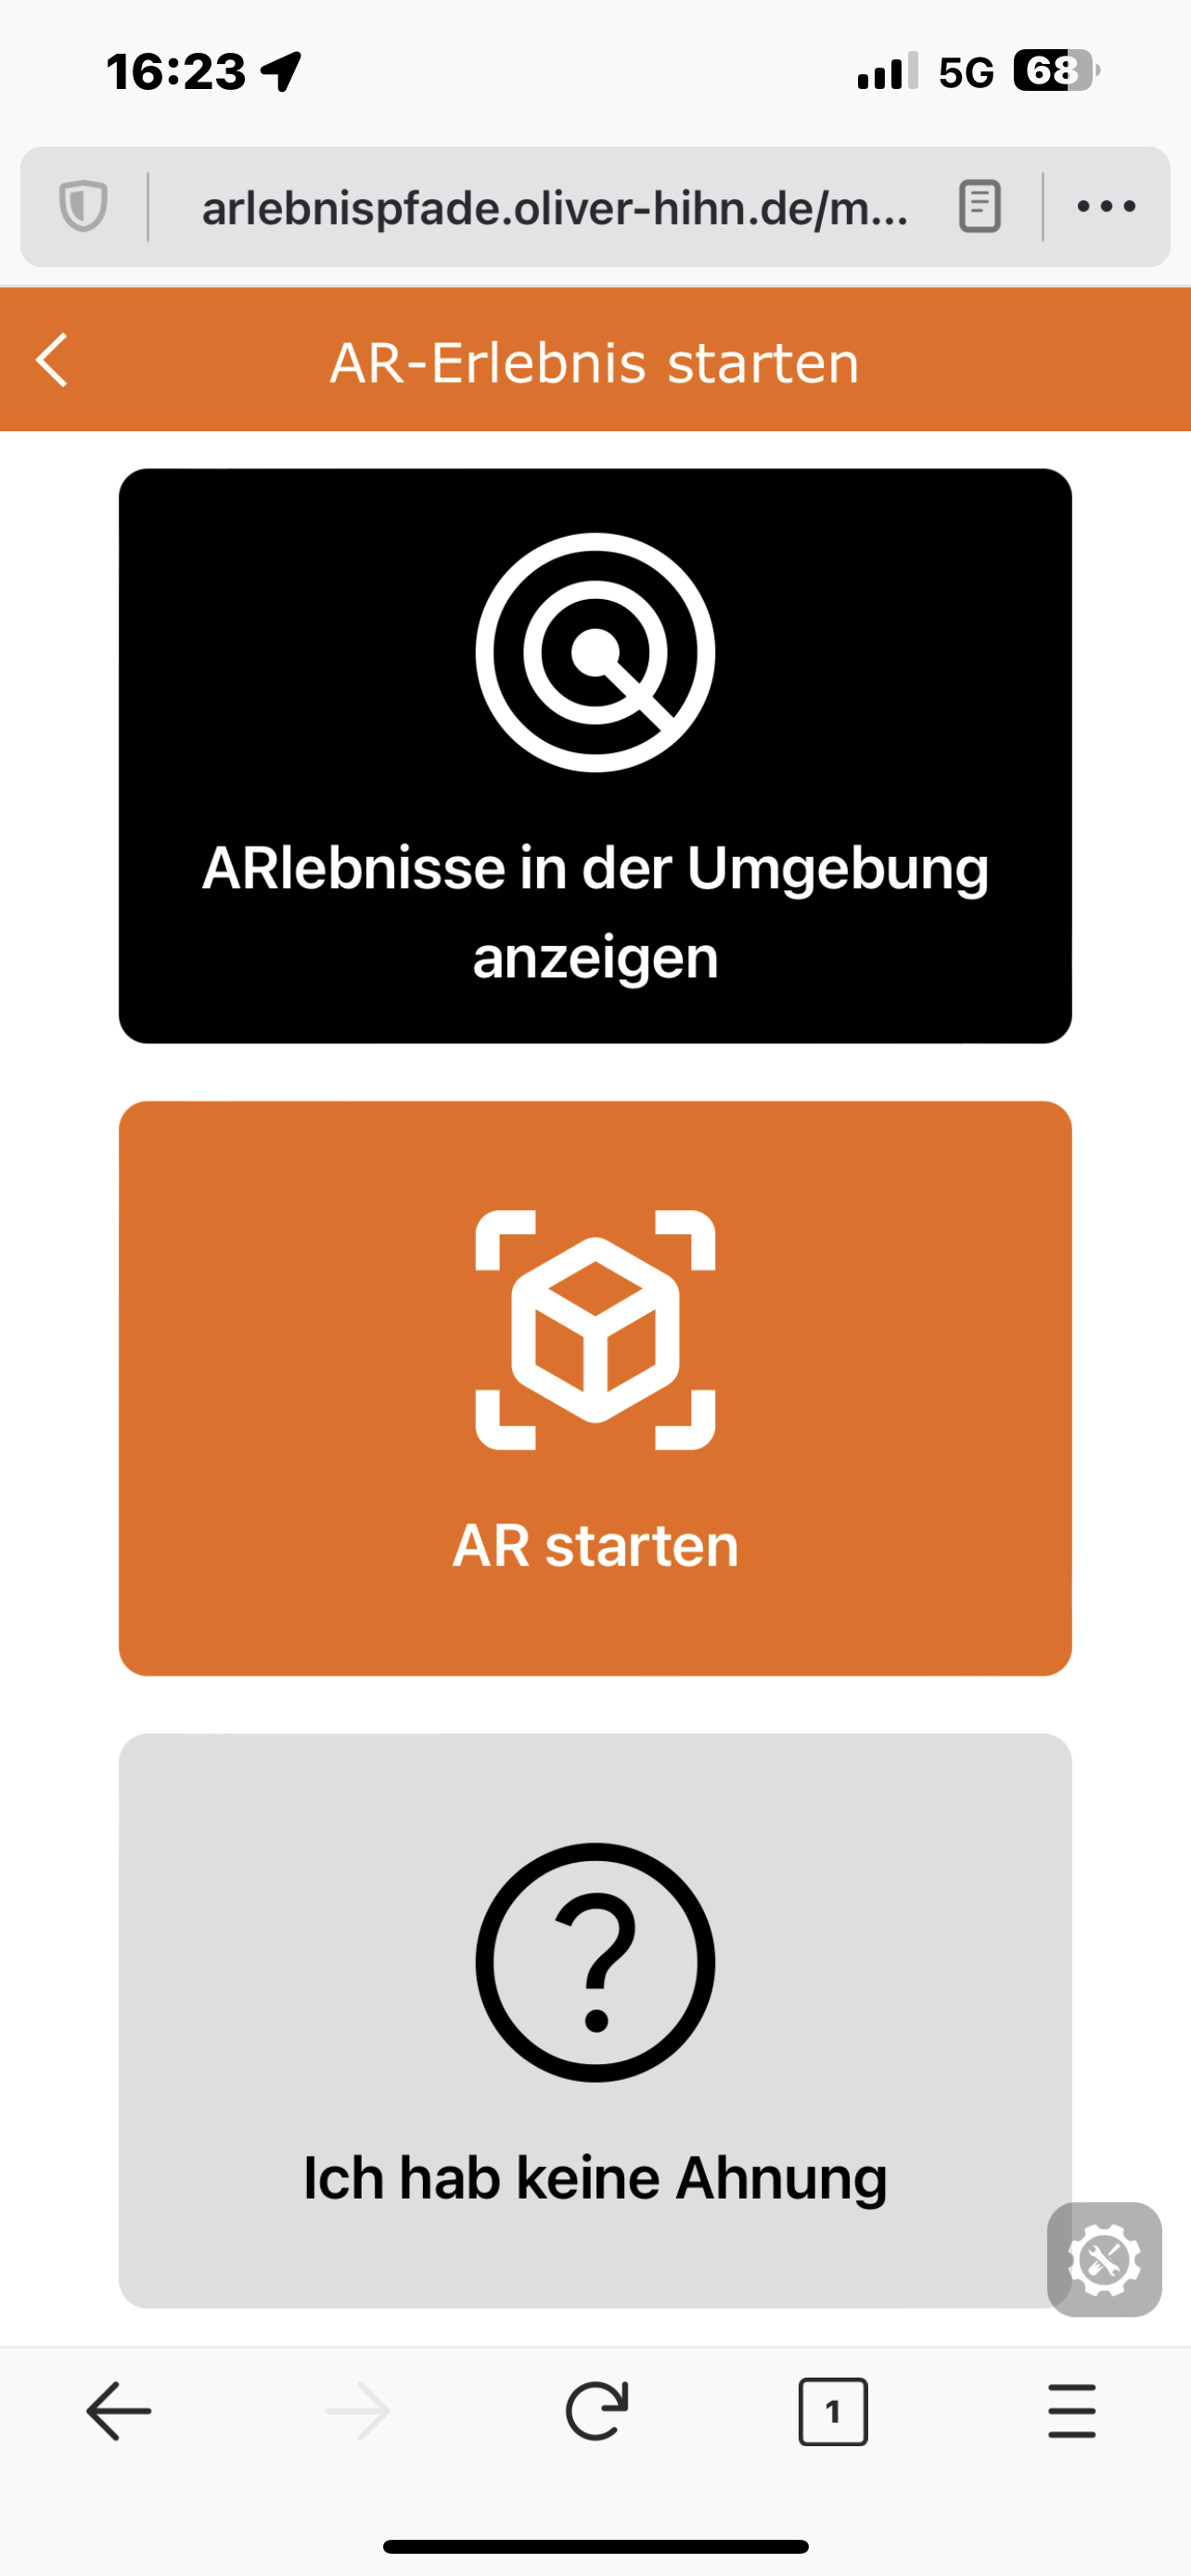 16:23
5G 68
arlebnispfade.oliver-hihn.de/m...
AR-Erlebnis starten
ARlebnisse in der Umgebung
anzeigen
AR starten
?
Ich hab keine Ahnung
1